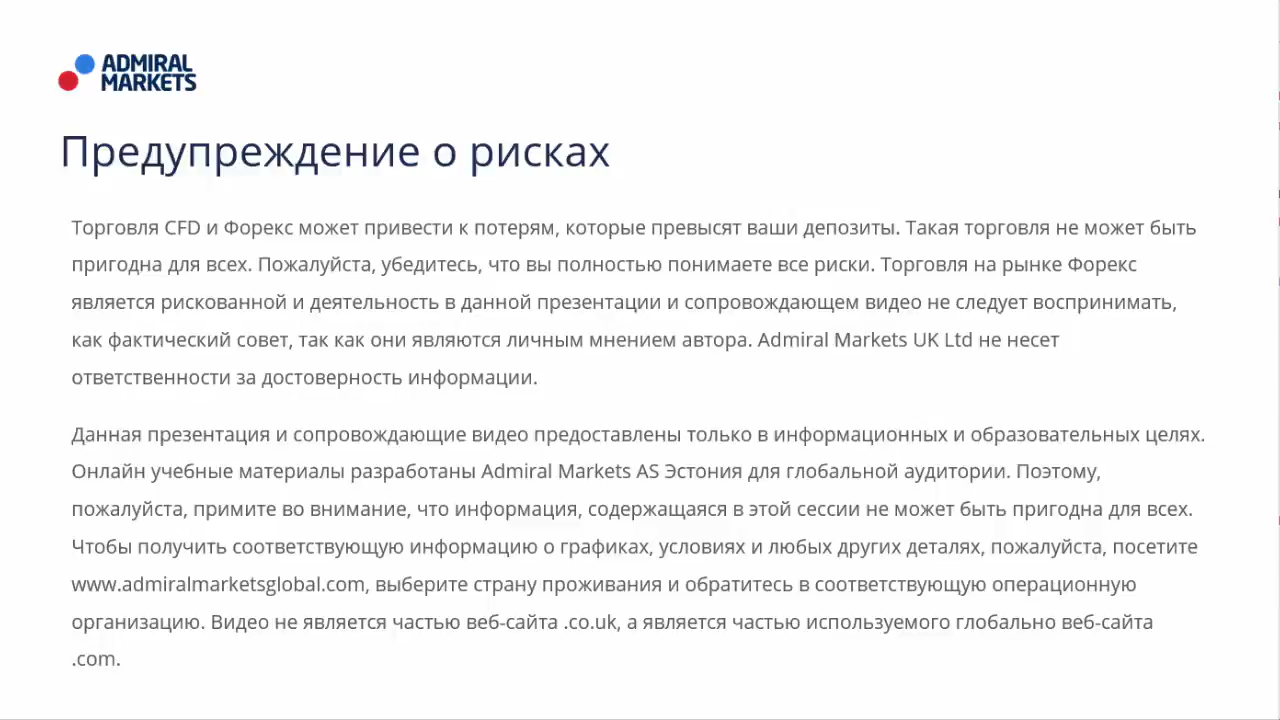 ADMIRAL
MARKETS
Предупреждение о рисках
Торговля CFD и Форекс может привести к потерям, которые превысят ваши депозиты. Такая торговля не может быть
пригодна для всех. Пожалуйста, убедитесь, что вы полностью понимаете все риски. Торговля на рынке Форекс
является рискованной и деятельность в данной презентации и сопровождающем видео не следует воспринимать,
как фактический совет, так как они являются личным мнением автора. Admiral Markets UK Ltd не несет
ответственности за достоверность информации.
Данная презентация и сопровождающие видео предоставлены только в информационных и образовательных целях.
Онлайн учебные материалы разработаны Admiral Markets AS Эстония для глобальной аудитории. Поэтому,
пожалуйста, примите во внимание, что информация, содержащаяся в этой сессии не может быть пригодна для всех.
Чтобы получить соответствующую информацию о графиках, условиях и любых других деталях, пожалуйста, посетите
www.admiralmarketsglobal.com, выберите страну проживания и обратитесь в соответствующую операционную
организацию. Видео не является частью веб-сайта .co.uk, а является частью используемого глобально веб-сайта
.com.